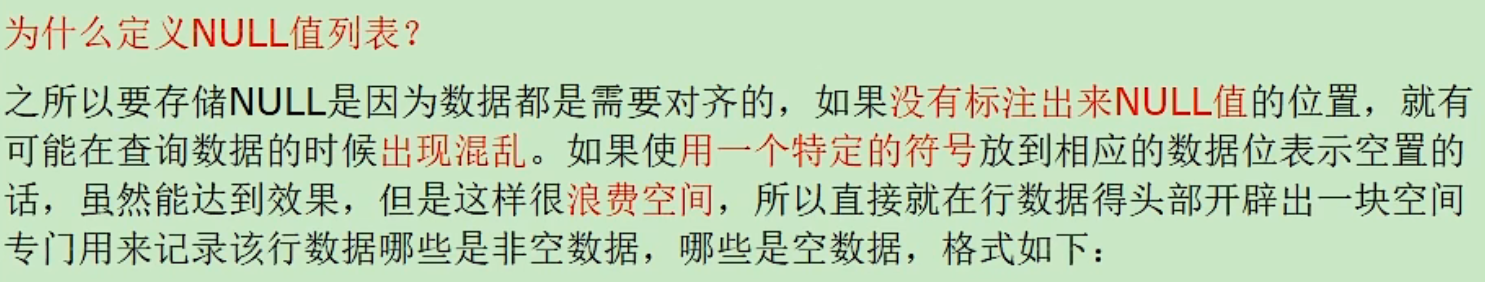 为什么定义NULL值列表？
之所以要存储NULL是因为数据都是需要对齐的，如果没有标注出来NULL值的位置，就有
可能在查询数据的时候出现混乱。如果使用一个特定的符号放到相应的数据位表示空置的
话，虽然能达到效果，但是这样很浪费空间，所以直接就在行数据得头部开辟出一块空间
专门用来记录该行数据哪些是非空数据，哪些是空数据，格式如下：